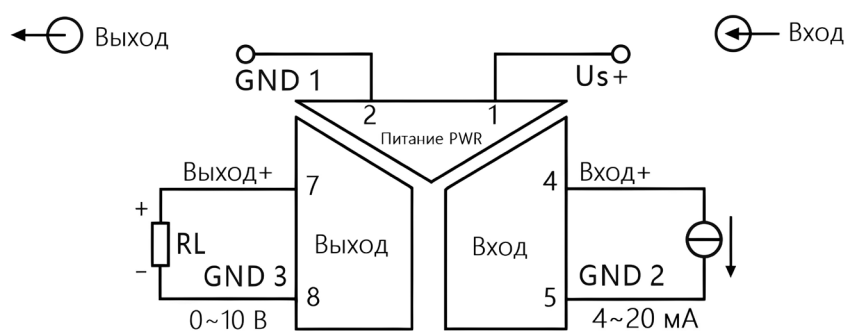 Выход
Вход
GND 1
Us+
2
1
Питание PWR
Выход+
7
4
Вход+
+
RL
Выход
Вход
−
GND 3
GND 2
8
5
0~10 В
4~20 мА